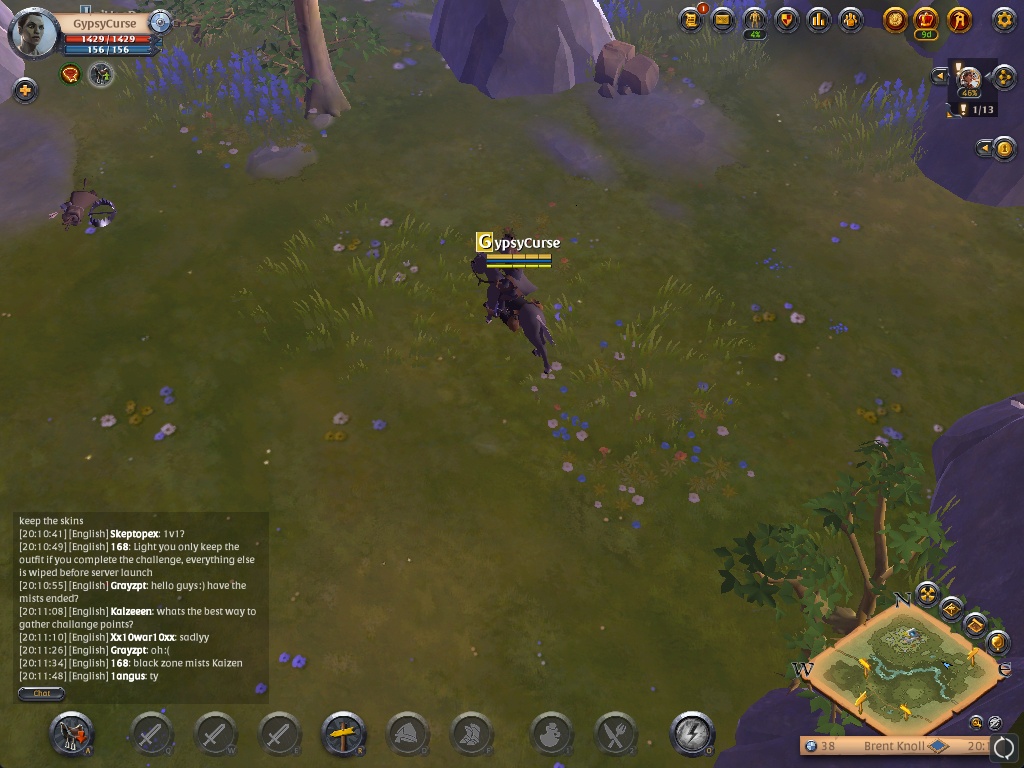 GypsyCurse
1429 / 1429
156 / 156
1
4%
9d
46%
1/13
GypsyCurse
keep the skins
[20:10:41] [English] Skeptopex: 1v1?
[20:10:49] [English] 168: Light you only keep the
outfit if you complete the challenge, everything else
is wiped before server launch
[20:10:55] [English] Grayzpt: hello guys:) have the
mists ended?
[20:11:08] [English] Kaizeeen: whats the best way to
gather challange points?
[20:11:10] [English] Xx10war10xx: sadlyy
[20:11:26] [English] Grayzpt: oh:(
[20:11:34] [English] 168: black zone mists Kaizen
[20:11:48] [English] 1angus: ty
Chat
N
W
E
A
Q
W
E
R
D
F
O
38
Brent Knoll
20: